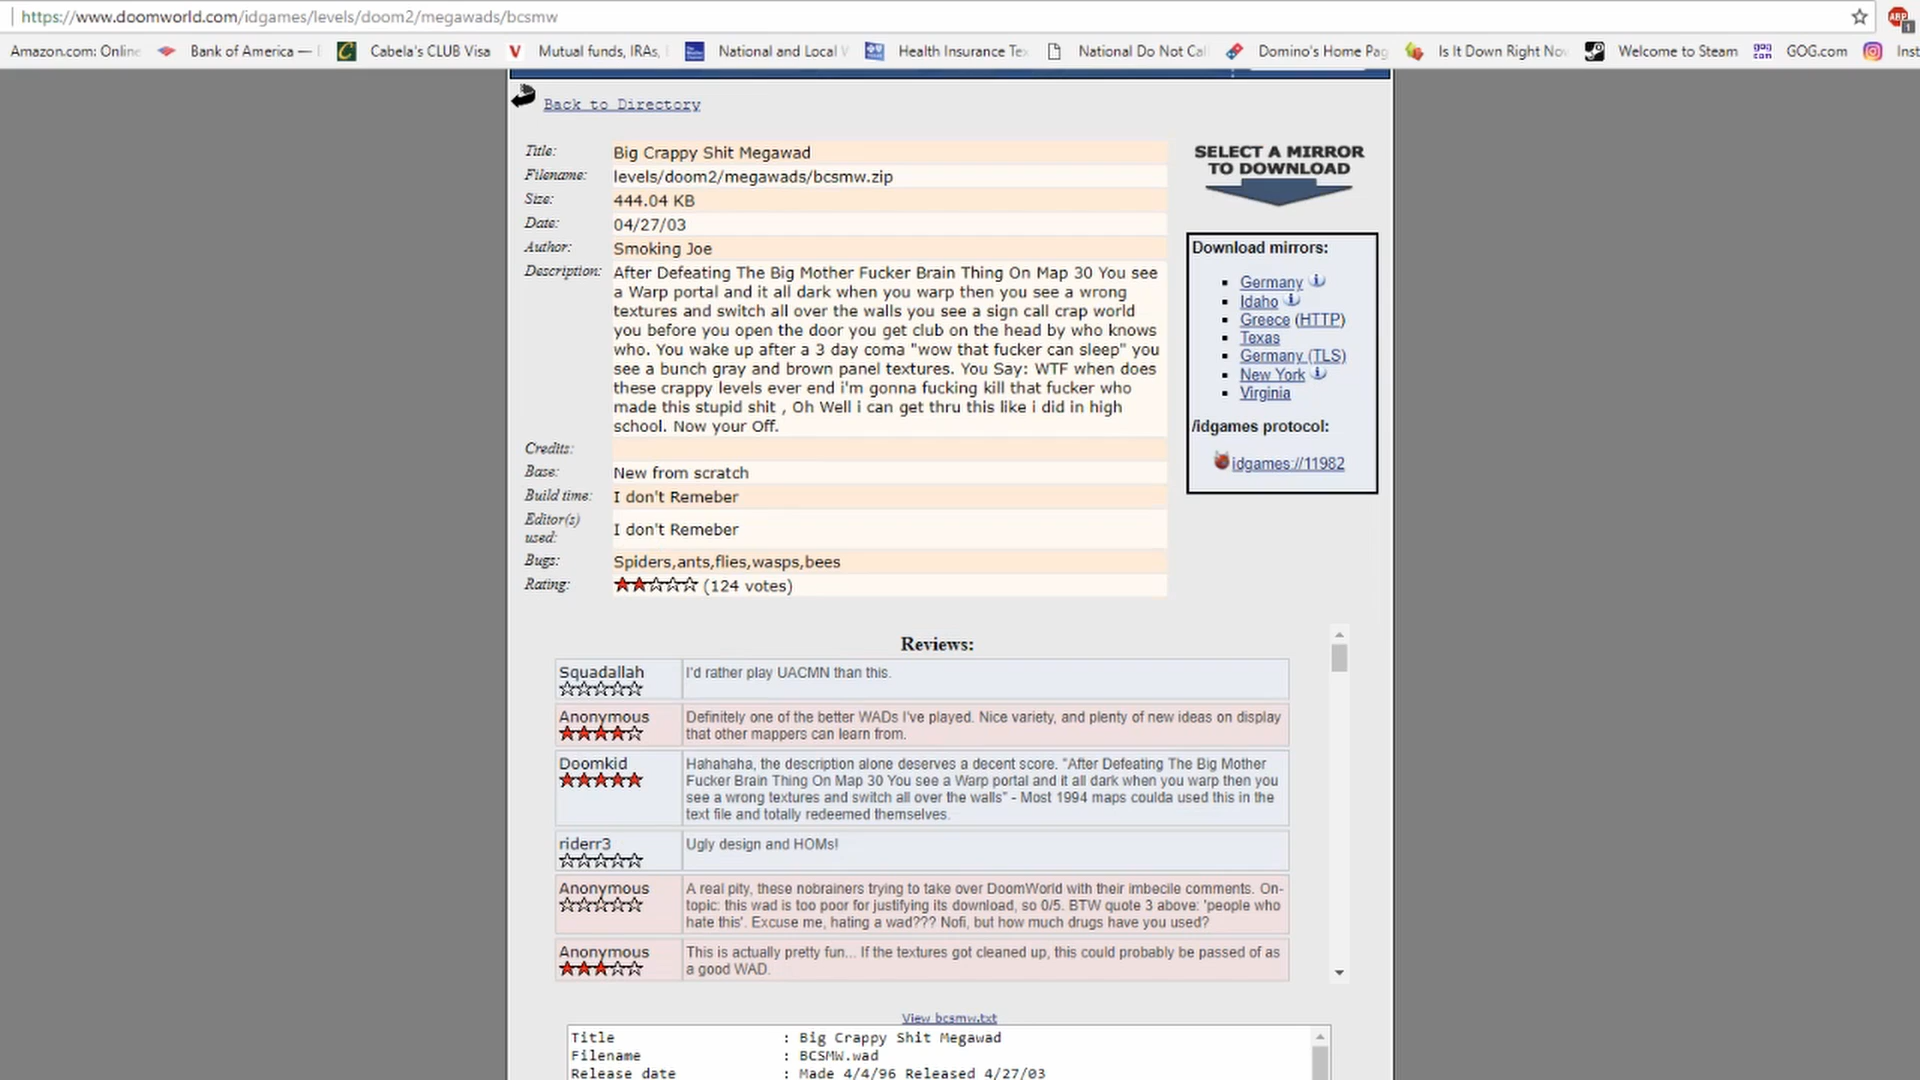 https://www.doomworld.com/idgames/levels/doom2/megawads/bcsmw
ABP
1
Amazon.com: Online
Bank of America —
Cabela's CLUB Visa
Mutual funds, IRAs,
National and Local
Health Insurance Te
National Do Not Cal
Domino's Home Pag
Is It Down Right Now
Welcome to Steam
GOG.com
Inst
Back to Directory
Title: Big Crappy Shit Megawad
Filename: levels/doom2/megawads/bcsmw.zip
Size: 444.04 KB
Date: 04/27/03
Author: Smoking Joe
Description: After Defeating The Big Mother Fucker Brain Thing On Map 30 You see
a Warp portal and it all dark when you warp then you see a wrong
textures and switch all over the walls you see a sign call crap world
you before you open the door you get club on the head by who knows
who. You wake up after a 3 day coma "wow that fucker can sleep" you
see a bunch gray and brown panel textures. You Say: WTF when does
these crappy levels ever end i'm gonna fucking kill that fucker who
made this stupid shit , Oh Well i can get thru this like i did in high
school. Now your Off.
Credits:
Base: New from scratch
Build time: I don't Remeber
Editor(s)
used: I don't Remeber
Bugs: Spiders,ants,flies,wasps,bees
Rating: (124 votes)
SELECT A MIRROR
TO DOWNLOAD
Download mirrors:
Germany
Idaho
Greece (HTTP)
Texas
Germany (TLS)
New York
Virginia
/idgames protocol:
idgames://11982
Reviews:
Squadallah
I'd rather play UACMN than this.
Anonymous
Definitely one of the better WADs I've played. Nice variety, and plenty of new ideas on display
that other mappers can learn from.
Doomkid
Hahahaha, the description alone deserves a decent score. "After Defeating The Big Mother
Fucker Brain Thing On Map 30 You see a Warp portal and it all dark when you warp then you
see a wrong textures and switch all over the walls" - Most 1994 maps coulda used this in the
text file and totally redeemed themselves.
riderr3
Ugly design and HOMs!
Anonymous
A real pity, these nobrainers trying to take over DoomWorld with their imbecile comments. On-
topic: this wad is too poor for justifying its download, so 0/5. BTW quote 3 above: 'people who
hate this'. Excuse me, hating a wad??? Nofi, but how much drugs have you used?
Anonymous
This is actually pretty fun... If the textures got cleaned up, this could probably be passed of as
a good WAD.
View bcsmw.txt
Title : Big Crappy Shit Megawad
Filename : BCSMW.wad
Release date : Made 4/4/96 Released 4/27/03